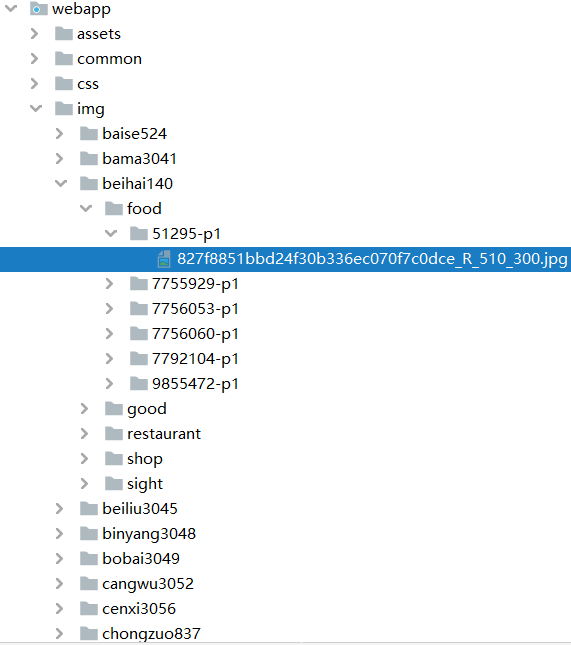 webapp
assets
common
css
img
baise524
bama3041
beihai140
food
51295-p1
827f8851bbd24f30b336ec070f7c0dce_R_510_300.jpg
7755929-p1
7756053-p1
7756060-p1
7792104-p1
9855472-p1
good
restaurant
shop
sight
beiliu3045
binyang3048
bobai3049
cangwu3052
cenxi3056
chongzuo837